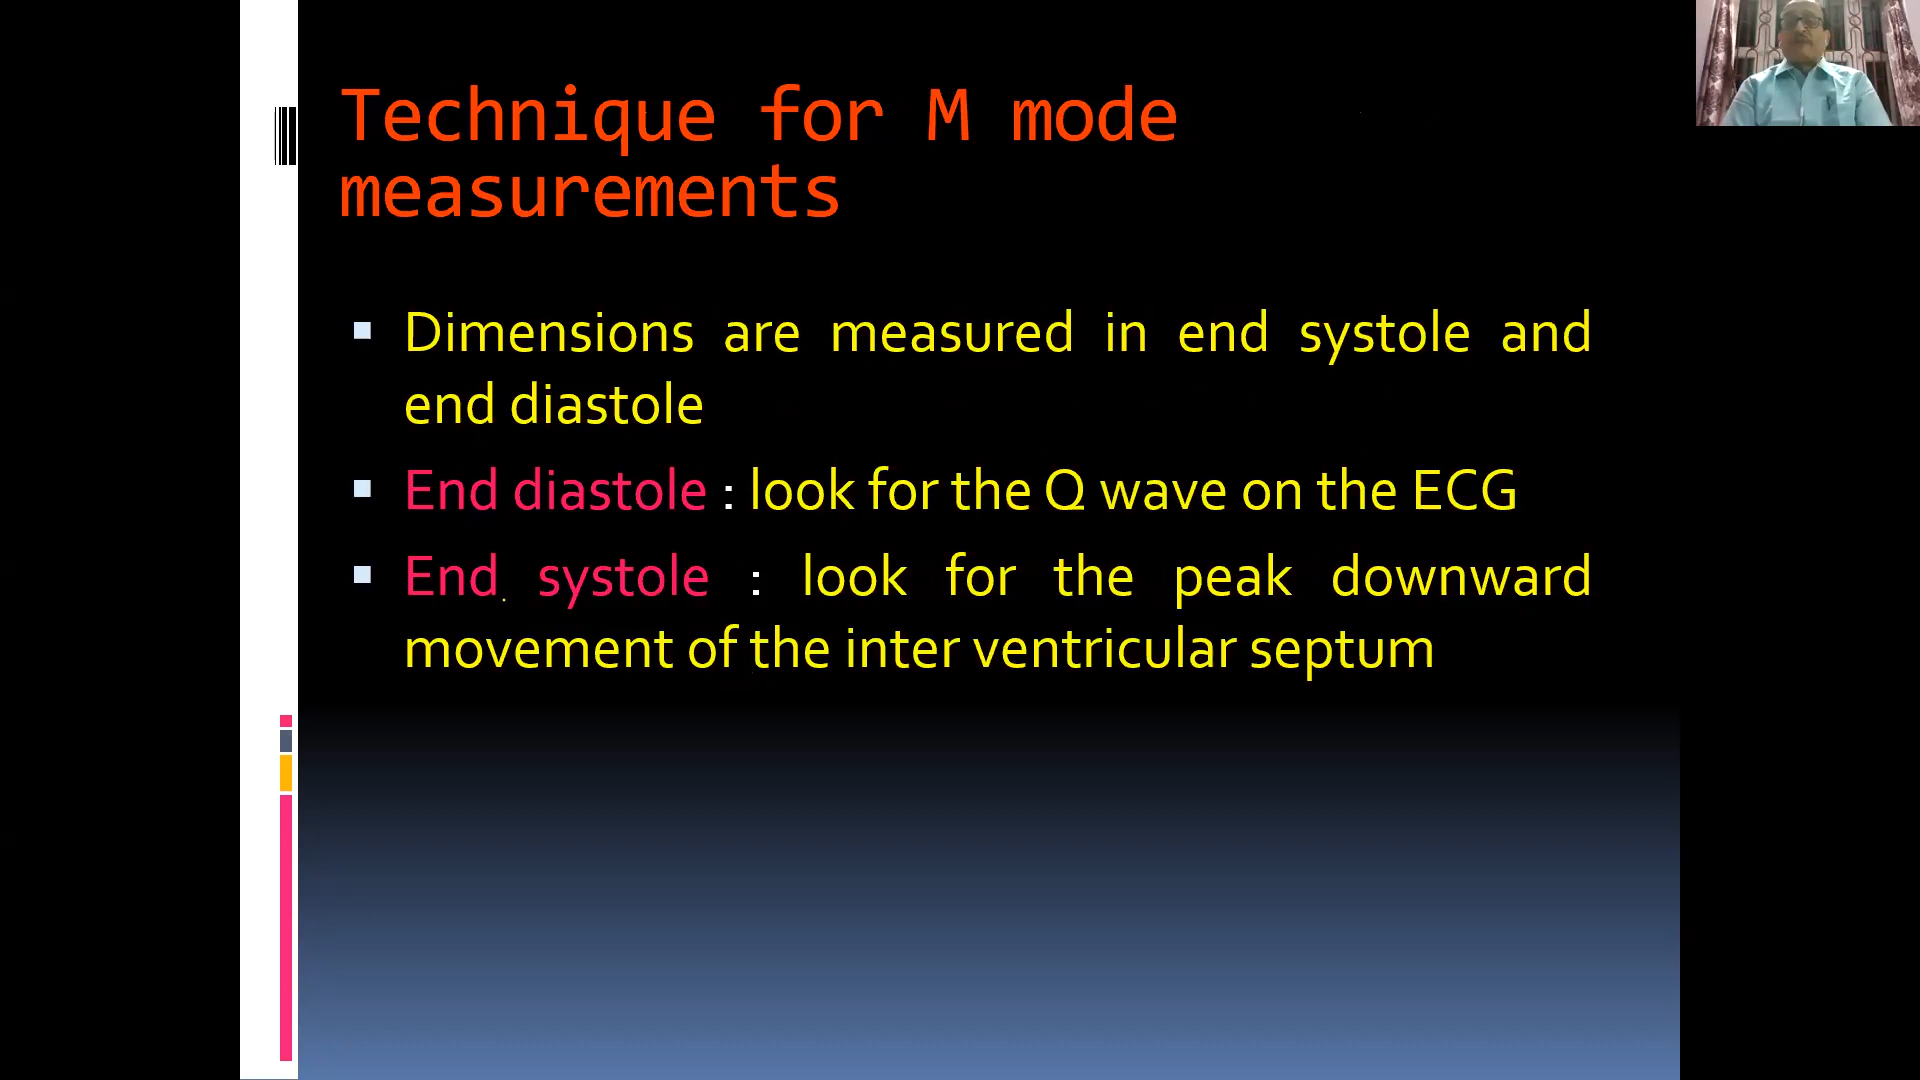 Technique for M mode
measurements
Dimensions are measured in end systole and
end diastole
End diastole : look for the Q wave on the ECG
End systole : look for the peak downward
movement of the inter ventricular septum